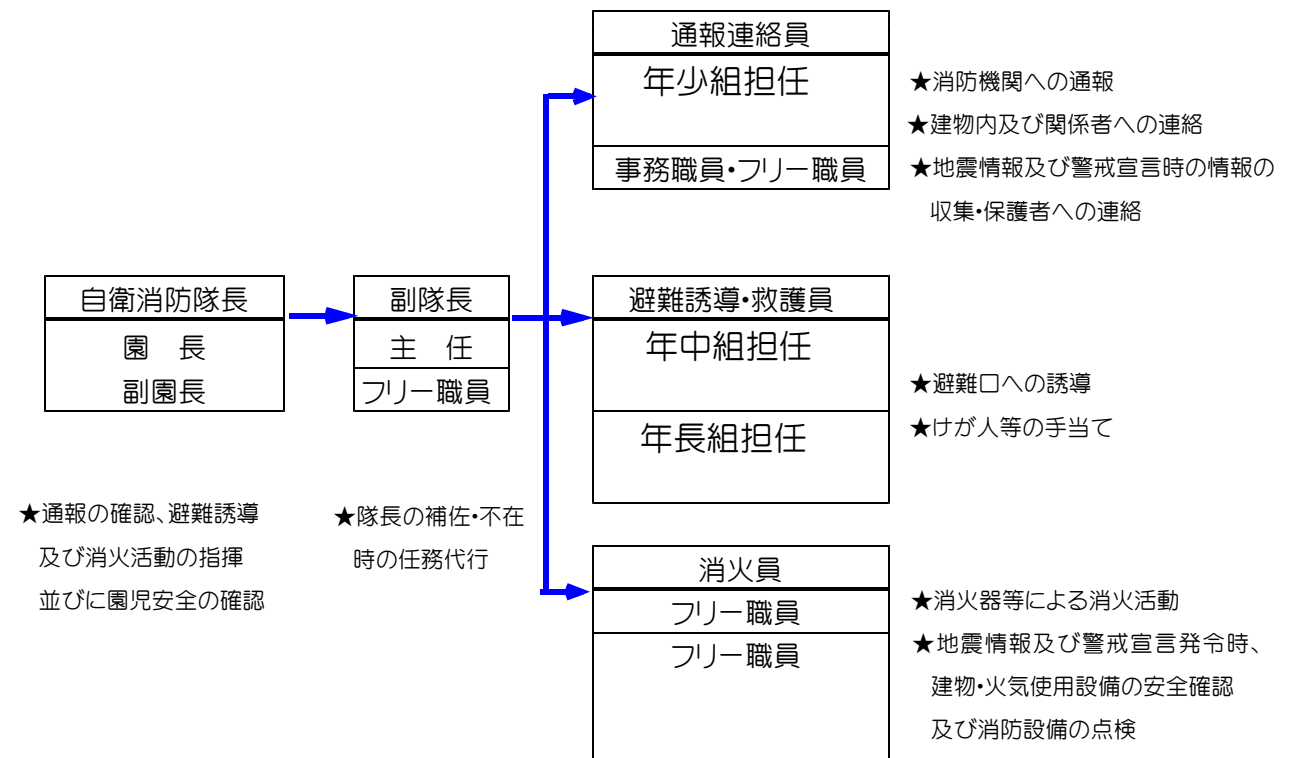 通報連絡員
年少組担任
事務職員・フリー職員
★消防機関への通報
★建物内及び関係者への連絡
★地震情報及び警戒宣言時の情報の
収集・保護者への連絡
自衛消防隊長
園　長
副園長
★通報の確認、避難誘導
及び消火活動の指揮
並びに園児安全の確認
副隊長
主　任
フリー職員
★隊長の補佐・不在
時の任務代行
避難誘導・救護員
年中組担任
年長組担任
★避難口への誘導
★けが人等の手当て
消火員
フリー職員
フリー職員
★消火器等による消火活動
★地震情報及び警戒宣言発令時、
建物・火気使用設備の安全確認
及び消防設備の点検